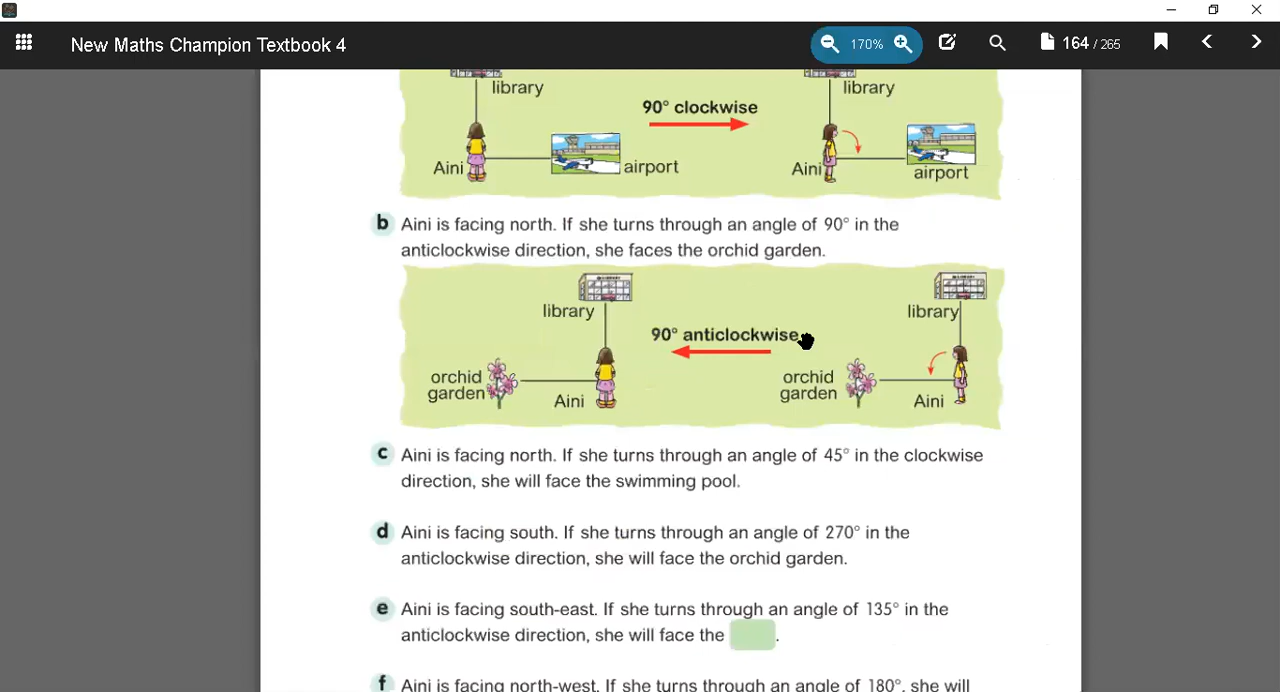 New Maths Champion Textbook 4
170%
164 / 265
library
library
90° clockwise
Aini
airport
Aini
airport
b Aini is facing north. If she turns through an angle of 90° in the
anticlockwise direction, she faces the orchid garden.
library
library
90° anticlockwise
orchid
garden
Aini
orchid
garden
Aini
c Aini is facing north. If she turns through an angle of 45° in the clockwise
direction, she will face the swimming pool.
d Aini is facing south. If she turns through an angle of 270° in the
anticlockwise direction, she will face the orchid garden.
e Aini is facing south-east. If she turns through an angle of 135° in the
anticlockwise direction, she will face the .
f Aini is facing north-west. If she turns through an angle of 180°, she will